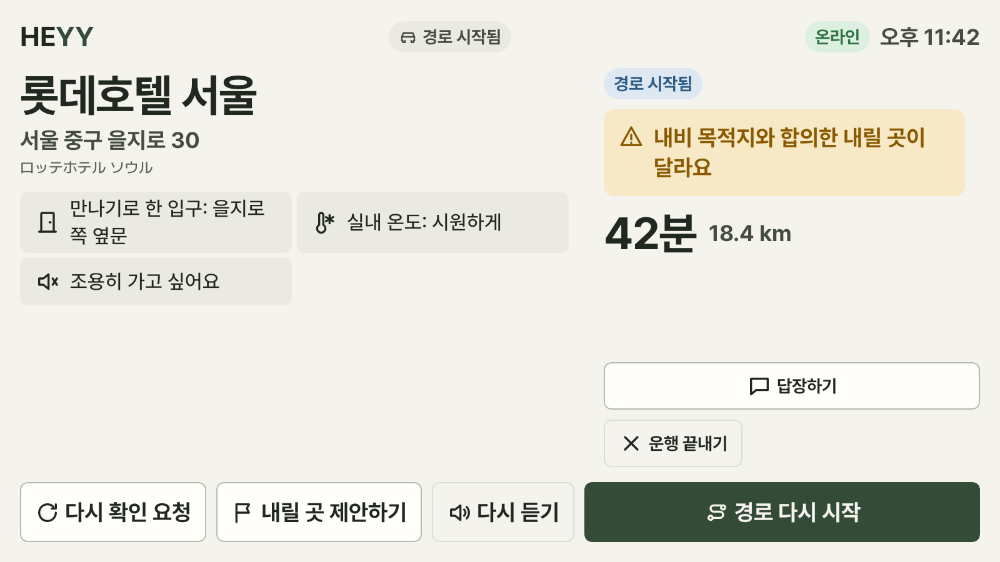 HEYY
경로 시작됨
온라인
오후 11:42
롯데호텔 서울
서울 중구 을지로 30
ロッテホテル ソウル
만나기로 한 입구: 을지로
쪽 옆문
실내 온도: 시원하게
조용히 가고 싶어요
경로 시작됨
내비 목적지와 합의한 내릴 곳이
달라요
42분 18.4 km
답장하기
운행 끝내기
다시 확인 요청
내릴 곳 제안하기
다시 듣기
경로 다시 시작